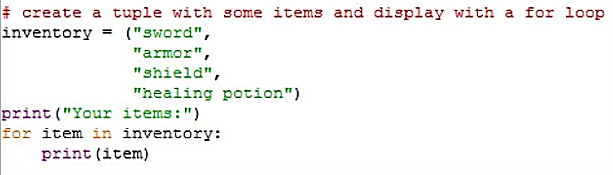 # create a tuple with some items and display with a for loop
inventory = ("sword",
"armor",
"shield",
"healing potion")
print("Your items:")
for item in inventory:
print(item)